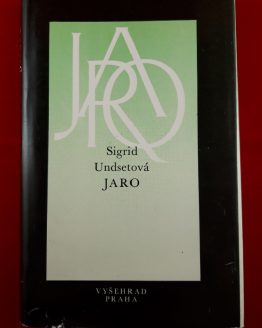 JARO
Sigrid
Undsetová
JARO
VYŠEHRAD
PRAHA